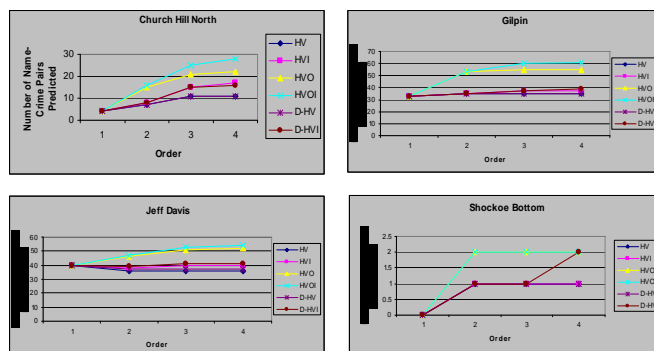 Church Hill North
Number of Name-
Crime Pairs
Predicted
30
20
10
0
1 2 3 4
Order
HV
HVI
HVO
HVOI
D-HV
D-HVI
Gilpin
70
60
50
40
30
20
10
0
1 2 3 4
Order
HV
HVI
HVO
HVOI
D-HV
D-HVI
Jeff Davis
60
50
40
30
20
10
0
1 2 3 4
Order
HV
HVI
HVO
HVOI
D-HV
D-HVI
Shockoe Bottom
2.5
2
1.5
1
0.5
0
1 2 3 4
Order
HV
HVI
HVO
HVO
D-HV
D-HV